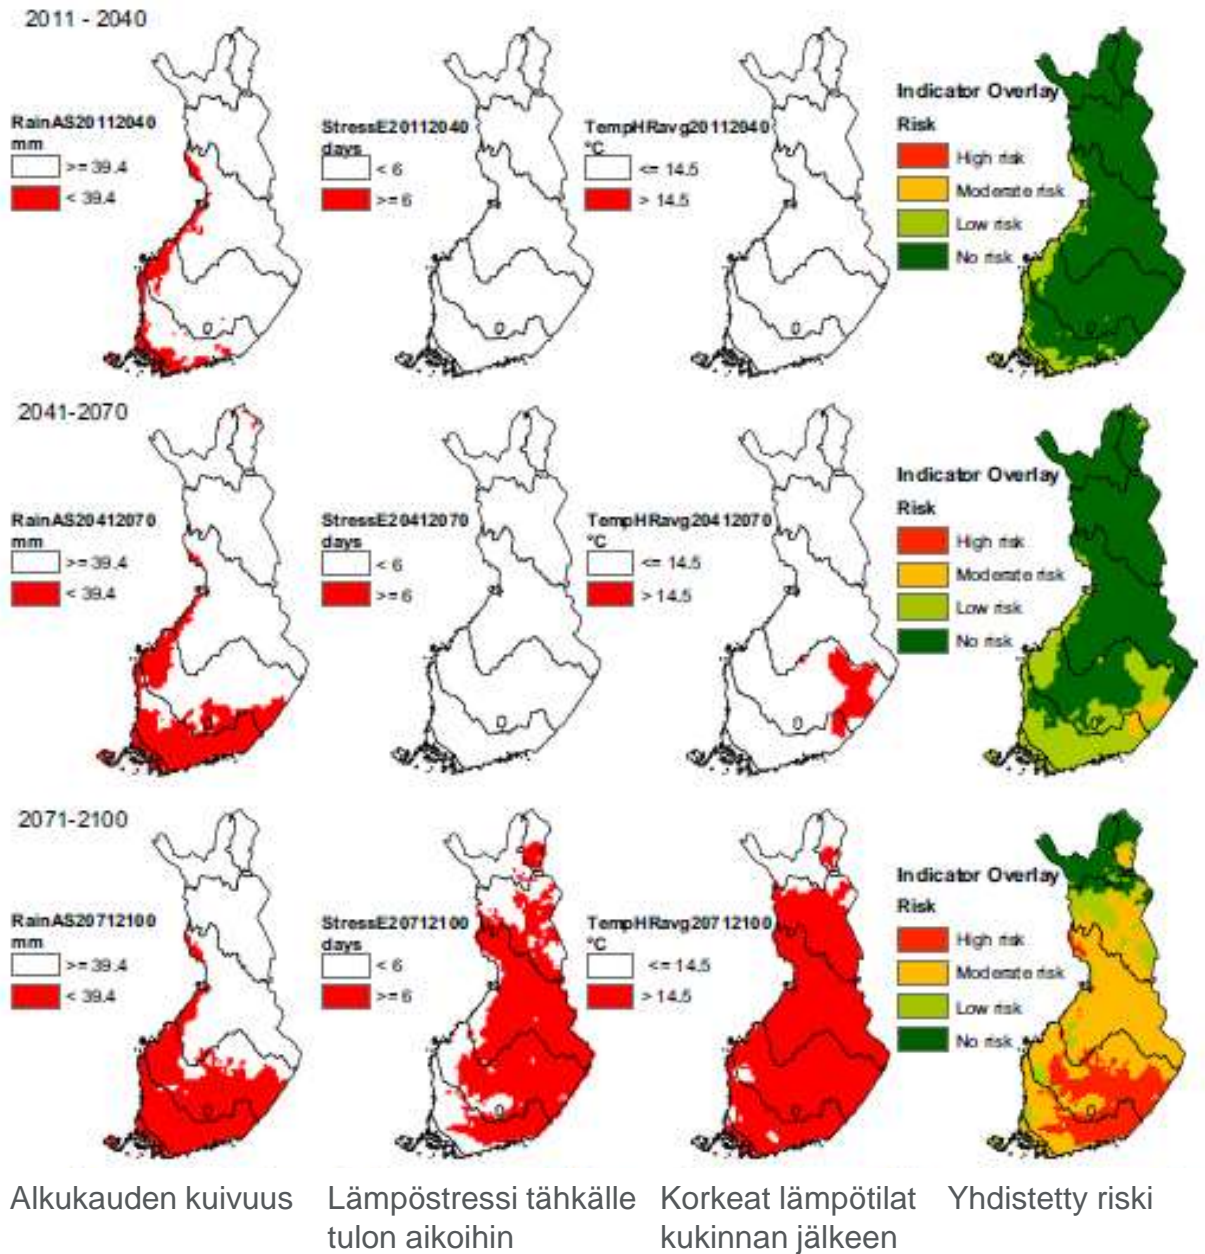 2011 - 2040
RainAS20112040
mm
>= 39.4
< 39.4
StressE20112040
days
< 6
>= 6
TempHRavg20112040
°C
<= 14.5
> 14.5
Indicator Overlay
Risk
High risk
Moderate risk
Low risk
No risk
2041-2070
RainAS20412070
mm
>= 39.4
< 39.4
StressE20412070
days
< 6
>= 6
TempHRavg20412070
°C
<= 14.5
> 14.5
Indicator Overlay
Risk
High risk
Moderate risk
Low risk
No risk
2071-2100
RainAS20712100
mm
>= 39.4
< 39.4
StressE20712100
days
< 6
>= 6
TempHRavg20712100
°C
<= 14.5
> 14.5
Indicator Overlay
Risk
High risk
Moderate risk
Low risk
No risk
Alkukauden kuivuus
Lämpöstressi tähkälle
tulon aikoihin
Korkeat lämpötilat
kukinnan jälkeen
Yhdistetty riski